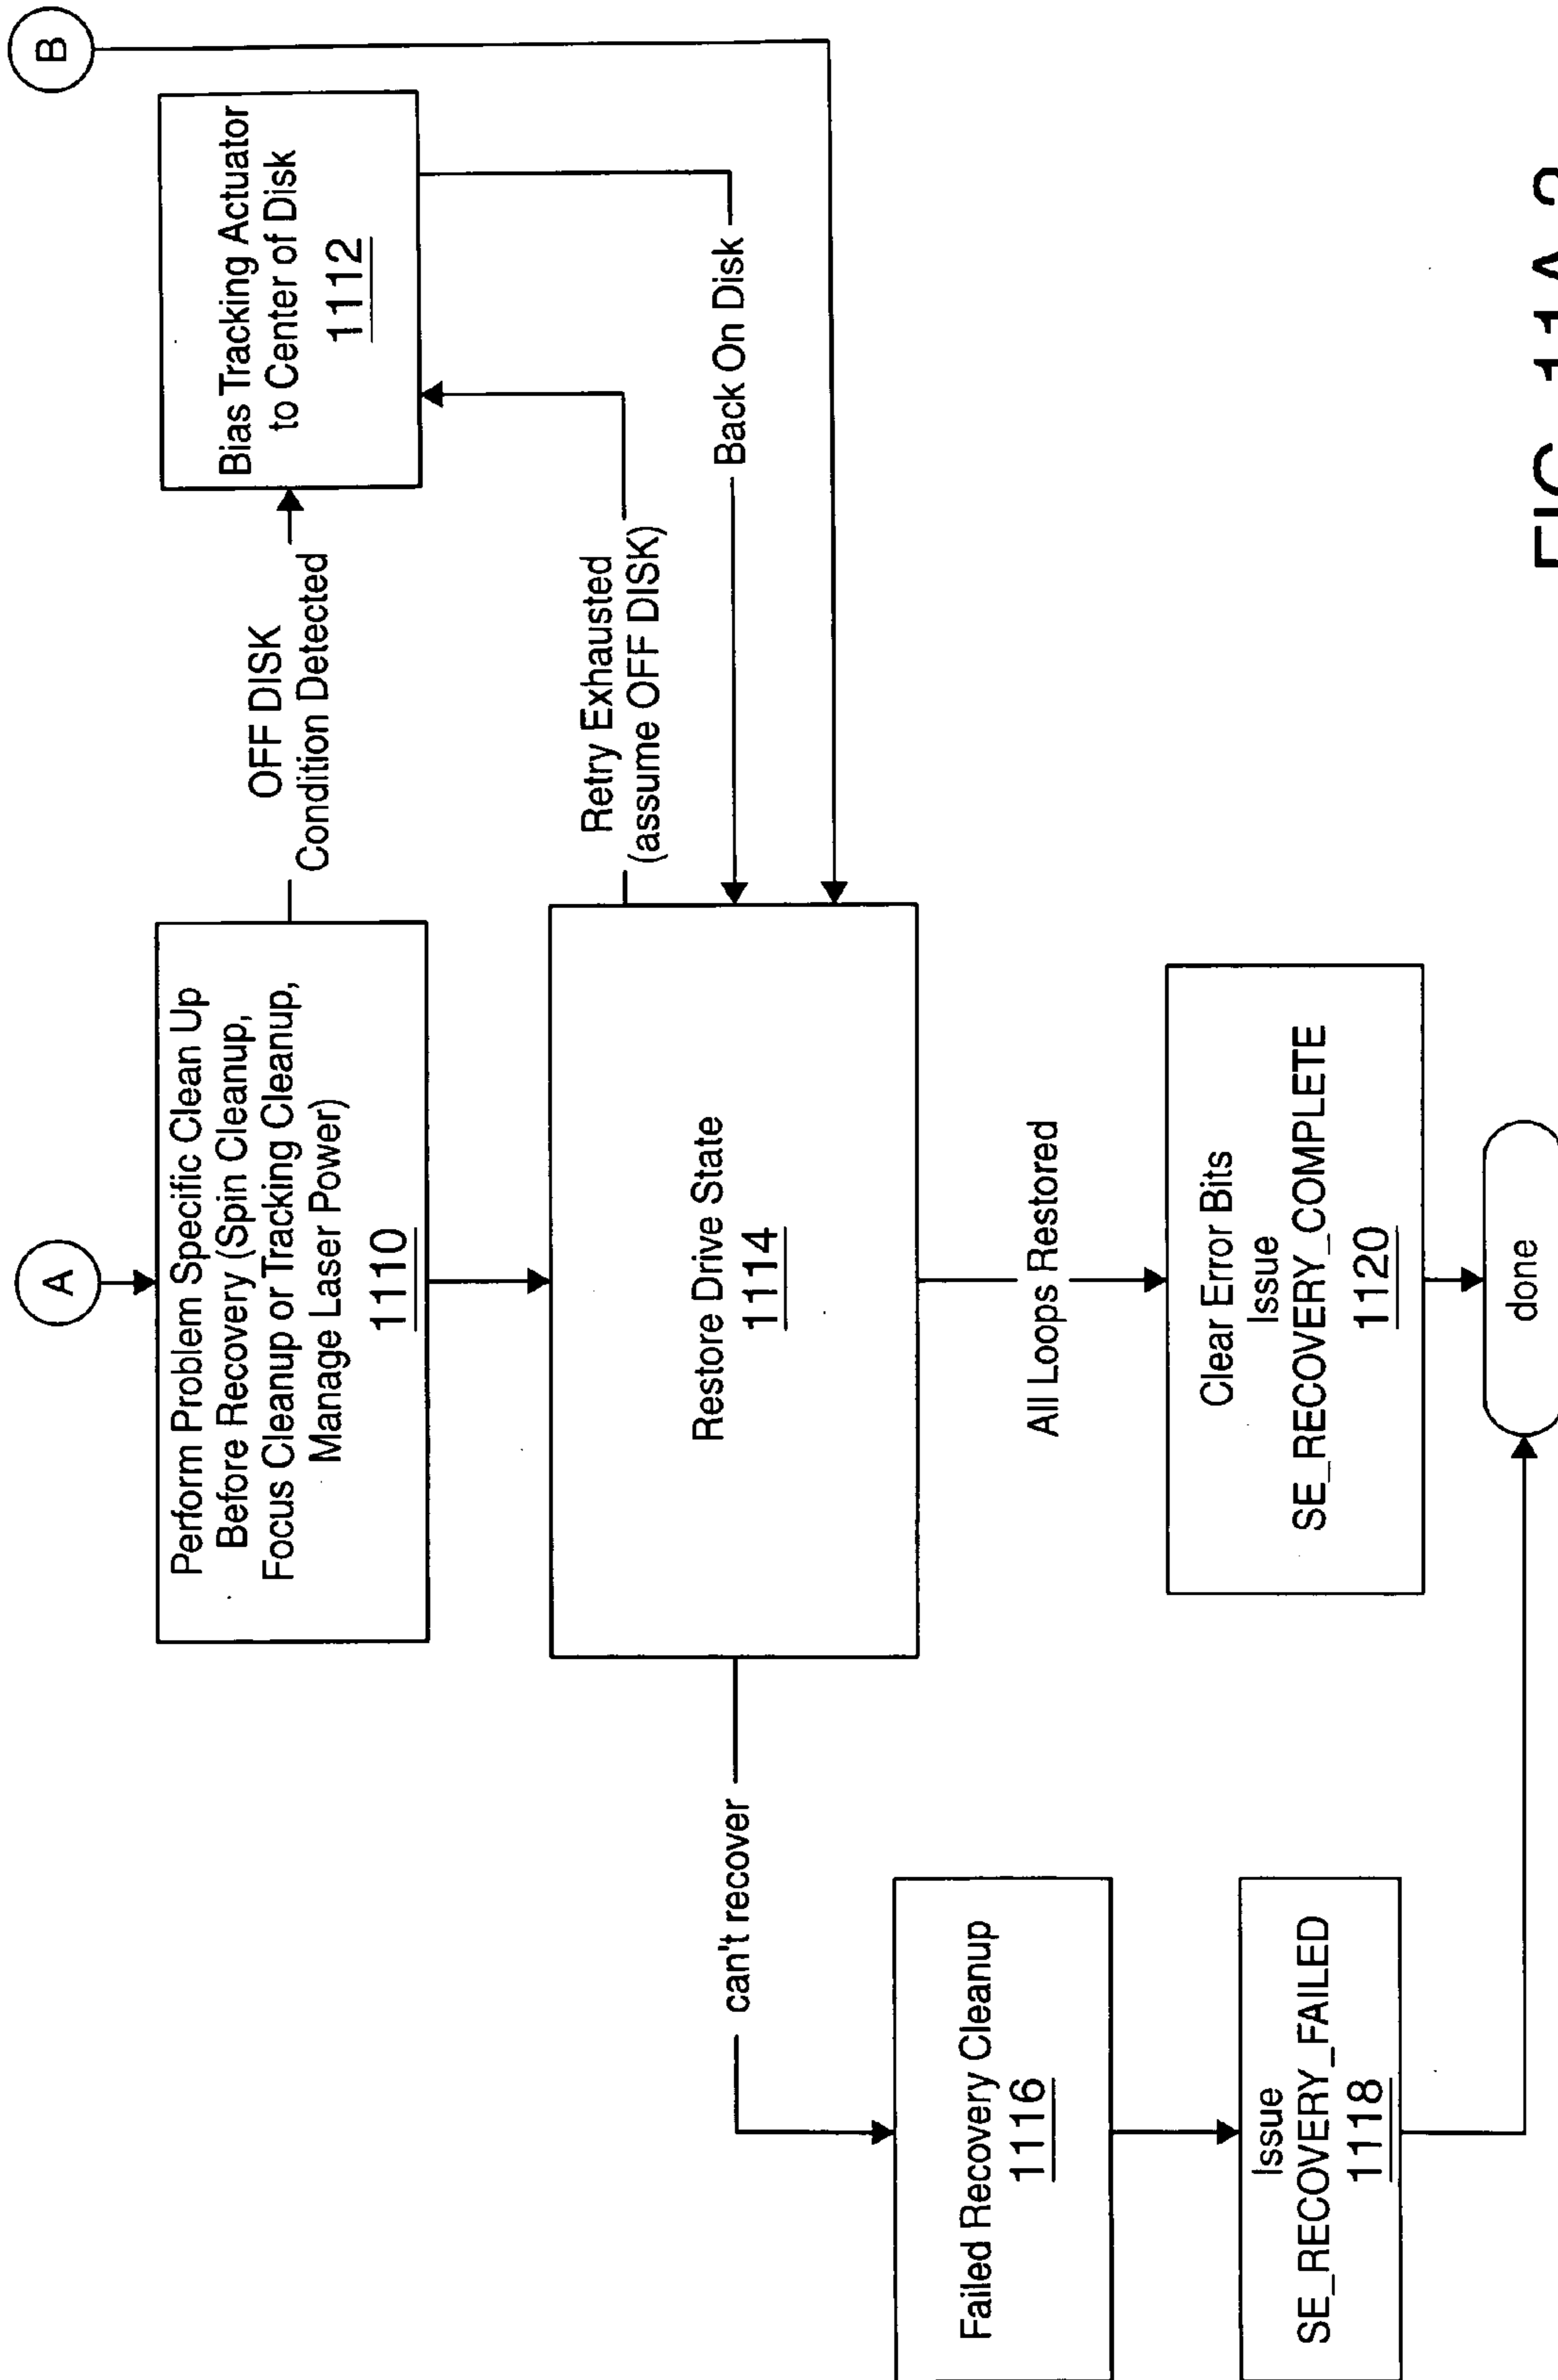 A
B
Perform Problem Specific Clean Up
Before Recovery (Spin Cleanup,
Focus Cleanup or Tracking Cleanup,
Manage Laser Power)
1110
OFF DISK
Condition Detected
Bias Tracking Actuator
to Center of Disk
1112
Retry Exhausted
(assume OFF DISK)
Back On Disk
Restore Drive State
1114
can't recover
All Loops Restored
Failed Recovery Cleanup
1116
Clear Error Bits
Issue
SE_RECOVERY_COMPLETE
1120
Issue
SE_RECOVERY_FAILED
1118
done